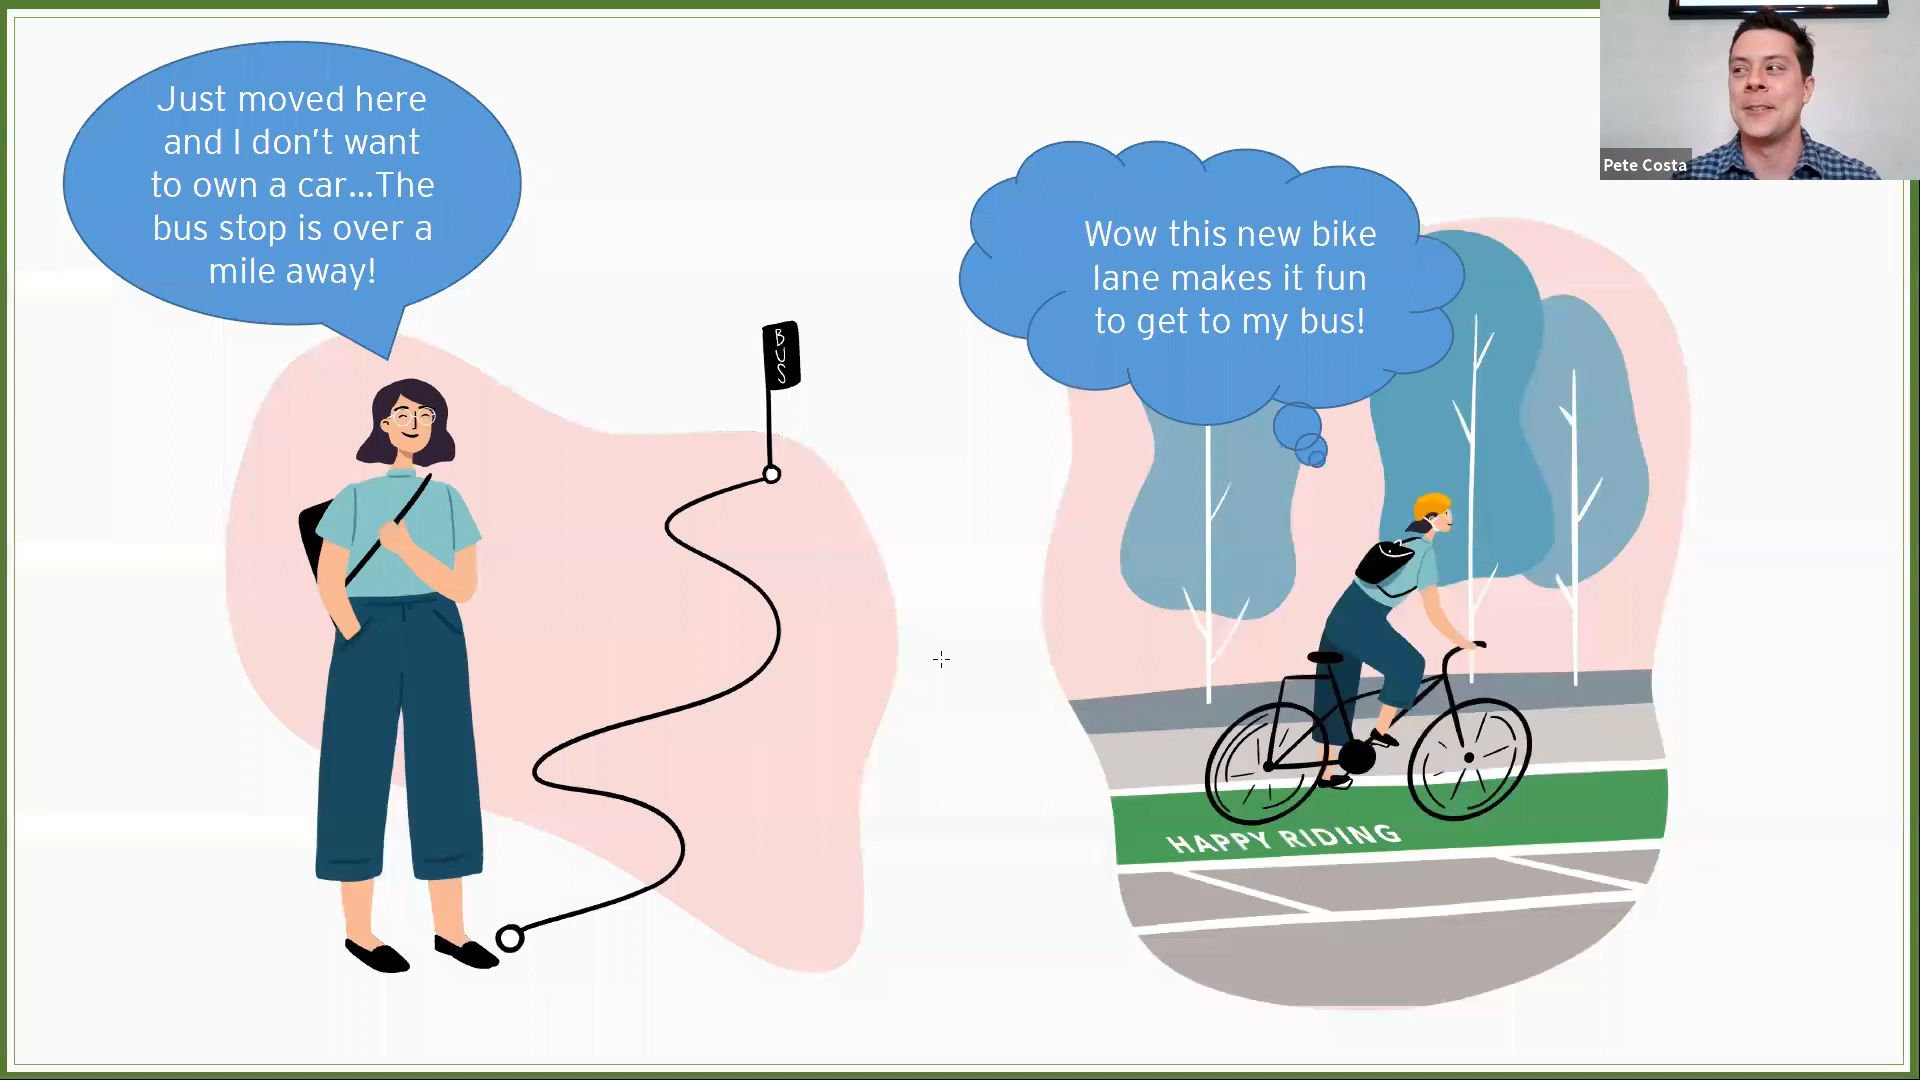 Just moved here
and I don't want
to own a car...The
bus stop is over a
mile away!
BUS
Wow this new bike
lane makes it fun
to get to my bus!
HAPPY RIDING
Pete Costa